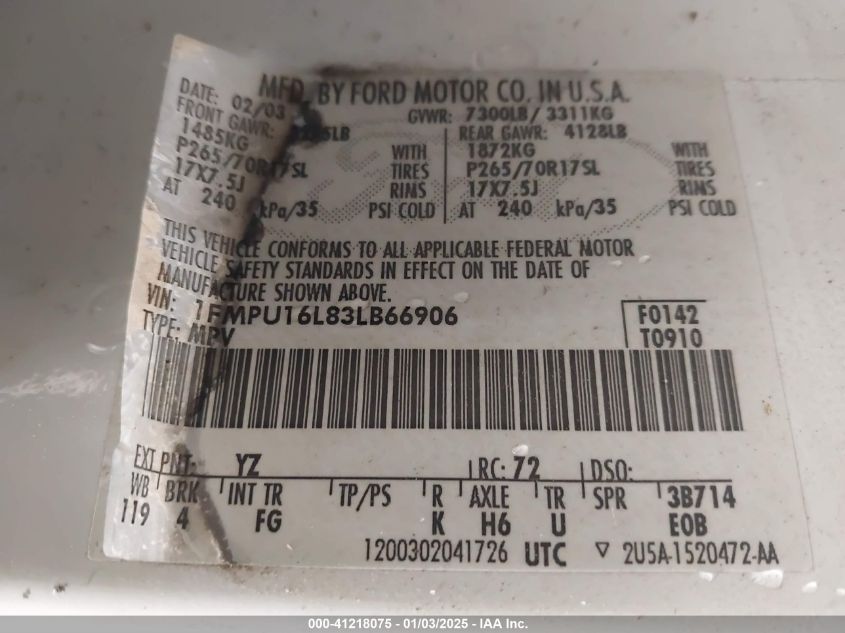 MFD. BY FORD MOTOR CO. IN U.S.A.
DATE: 02/03 GVWR: 7300LB / 3311KG
FRONT GAWR: REAR GAWR: 4128LB
1485KG WITH 1872KG WITH
P265/70R17SL TIRES P265/70R17SL TIRES
17X7.5J RIMS 17X7.5J RIMS
AT 240 kPa/35 PSI COLD AT 240 kPa/35 PSI COLD
THIS VEHICLE CONFORMS TO ALL APPLICABLE FEDERAL MOTOR
VEHICLE SAFETY STANDARDS IN EFFECT ON THE DATE OF
MANUFACTURE SHOWN ABOVE.
VIN: 1FMPU16L83LB66906 F0142
TYPE: MPV T0910
EXT PNT: YZ RC: 72 DSO:
WB BRK INT TR TP/PS R AXLE TR SPR 3B714
119 4 FG K H6 U EOB
1200302041726 UTC ▽ 2U5A-1520472-AA
000-41218075 - 01/03/2025 - IAA Inc.